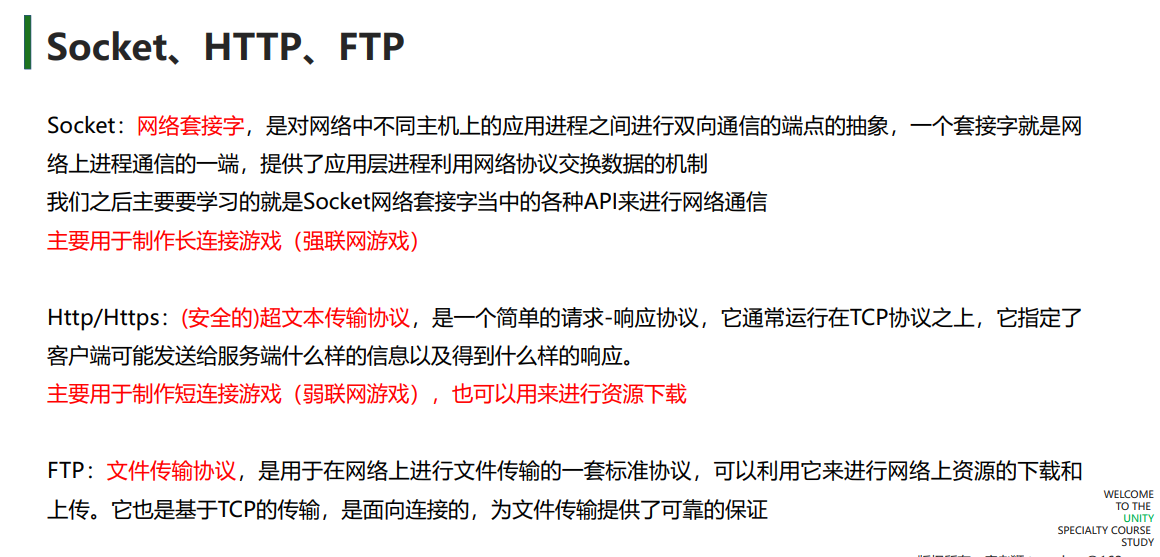 Socket、HTTP、FTP
Socket：网络套接字，是对网络中不同主机上的应用进程之间进行双向通信的端点的抽象，一个套接字就是网
络上进程通信的一端，提供了应用层进程利用网络协议交换数据的机制
我们之后主要要学习的就是Socket网络套接字当中的各种API来进行网络通信
主要用于制作长连接游戏（强联网游戏）
Http/Https：(安全的)超文本传输协议，是一个简单的请求-响应协议，它通常运行在TCP协议之上，它指定了
客户端可能发送给服务端什么样的信息以及得到什么样的响应。
主要用于制作短连接游戏（弱联网游戏），也可以用来进行资源下载
FTP：文件传输协议，是用于在网络上进行文件传输的一套标准协议，可以利用它来进行网络上资源的下载和
上传。它也是基于TCP的传输，是面向连接的，为文件传输提供了可靠的保证
WELCOME
TO THE
UNITY
SPECIALTY COURSE
STUDY